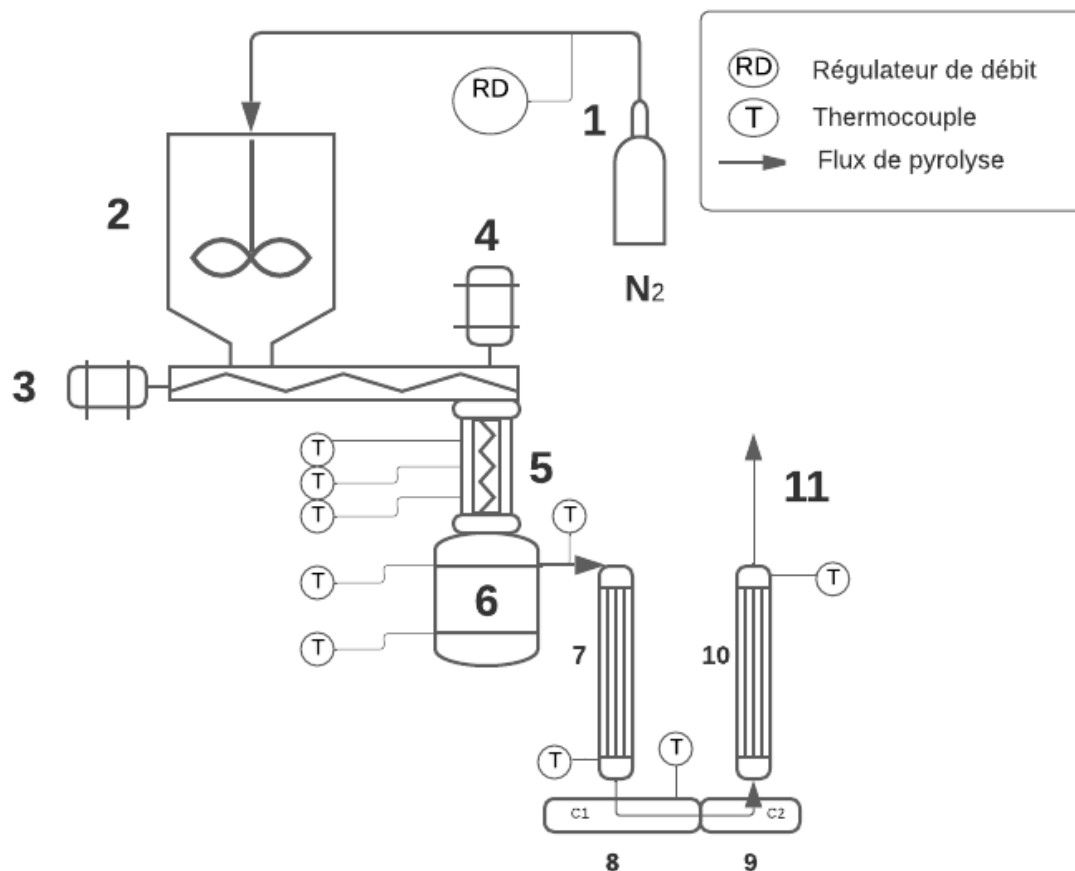 RD Régulateur de débit
T Thermocouple
Flux de pyrolyse
RD
1
2
4
N2
3
T
T
T
5
T
11
T
6
T
T
7
10
T
T
C1
C2
8
9